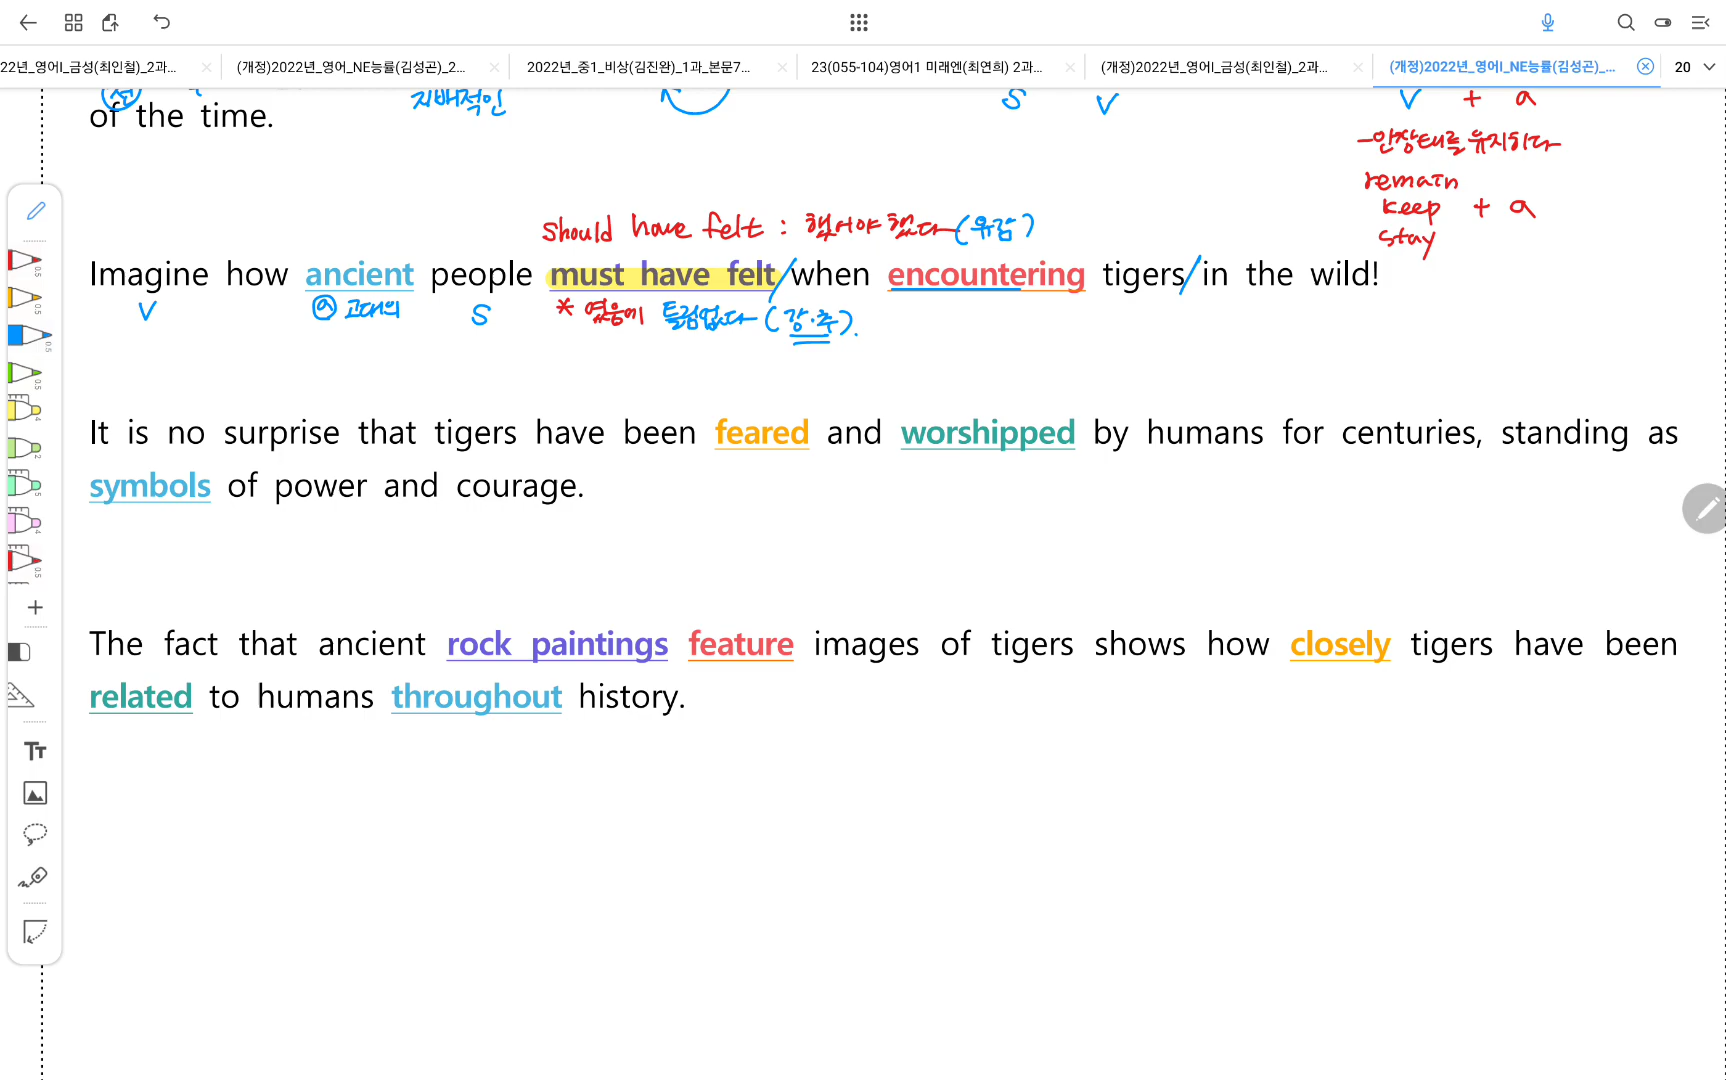 22년_영어I_금성(최인철)_2과...
(개정)2022년_영어_NE능률(김성곤)_2...
2022년_중1_비상(김진완)_1과_본문7...
23(055-104)영어1 미래엔(최연희) 2과...
(개정)2022년_영어I_금성(최인철)_2과...
(개정)2022년_영어I_NE능률(김성곤)_...
20
지배적인
S
V
V + a
of the time.
-인상태를 유지하다
remain
keep + a
stay
should have felt : 했어야 했다 (유감)
Imagine how ancient people must have felt / when encountering tigers / in the wild!
V
ⓐ 고대의
S
* 였음에 틀림없다 (강·추).
It is no surprise that tigers have been feared and worshipped by humans for centuries, standing as
symbols of power and courage.
The fact that ancient rock paintings feature images of tigers shows how closely tigers have been
related to humans throughout history.